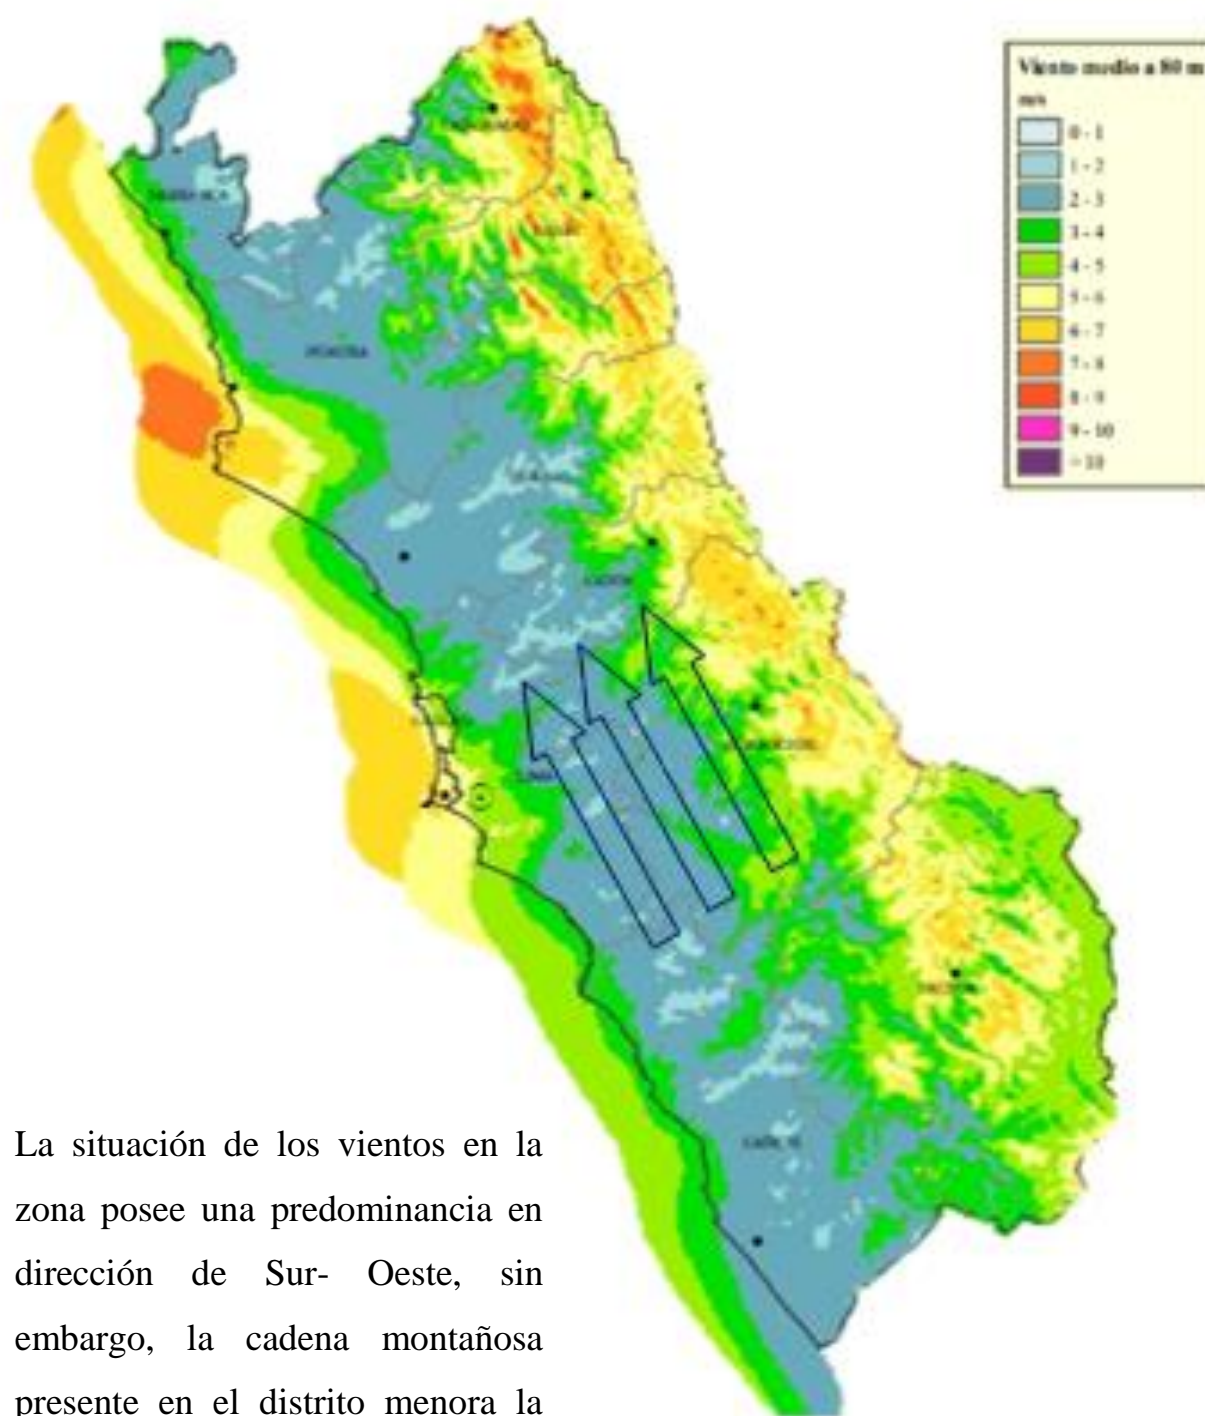 Viento medio a 80 m
m/s
0 - 1
1 - 2
2 - 3
3 - 4
4 - 5
5 - 6
6 - 7
7 - 8
8 - 9
9 - 10
> 10
HUAURA
LIMA
La situación de los vientos en la
zona posee una predominancia en
dirección de Sur- Oeste, sin
embargo, la cadena montañosa
presente en el distrito menora la